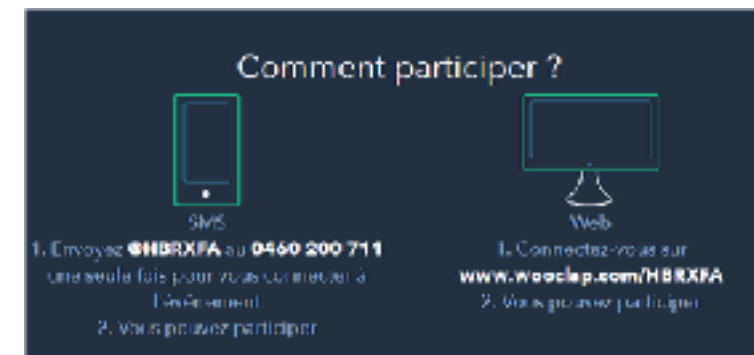 Comment participer ?
SMS
1. Envoyez @HBRXFA au 0460 200 711
une seule fois pour vous connecter à
l'événement
2. Vous pouvez participer
Web
1. Connectez-vous sur
www.wooclap.com/HBRXFA
2. Vous pouvez participer